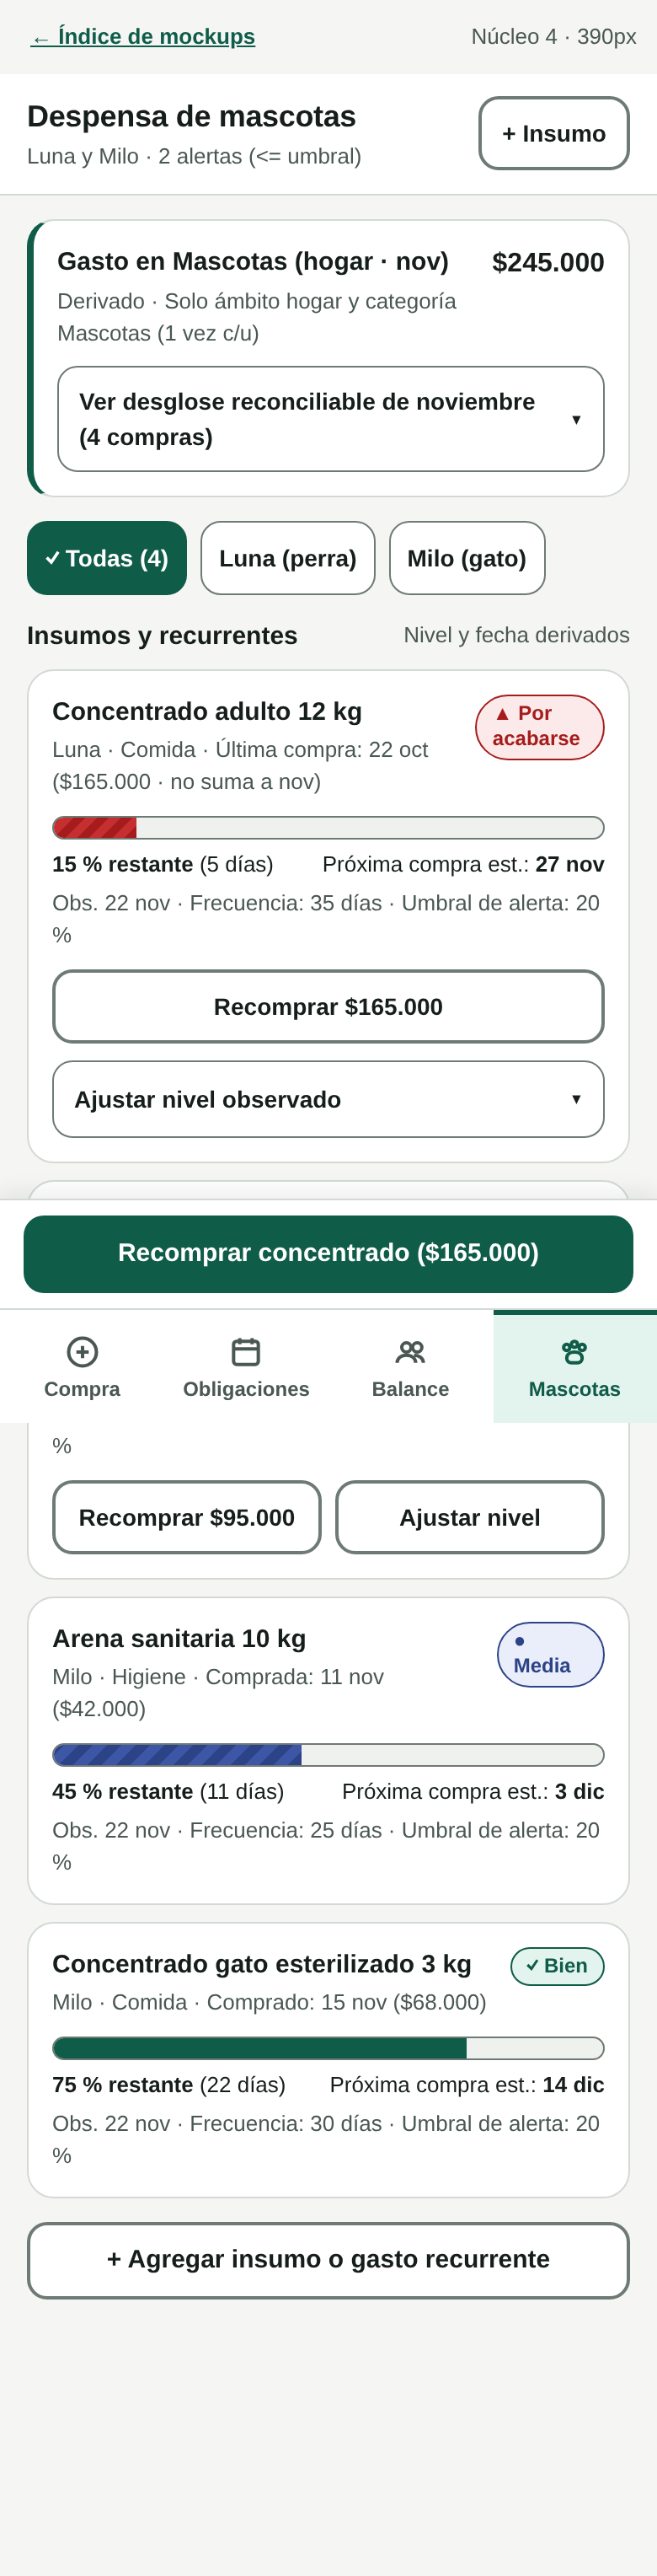 ← Índice de mockups
Núcleo 4 · 390px
Despensa de mascotas
Luna y Milo · 2 alertas (<= umbral)
+ Insumo
Gasto en Mascotas (hogar · nov)
$245.000
Derivado · Solo ámbito hogar y categoría
Mascotas (1 vez c/u)
Ver desglose reconciliable de noviembre
(4 compras)
▼
✓ Todas (4)
Luna (perra)
Milo (gato)
Insumos y recurrentes
Nivel y fecha derivados
Concentrado adulto 12 kg
▲ Por
acabarse
Luna · Comida · Última compra: 22 oct
($165.000 · no suma a nov)
15 % restante (5 días)
Próxima compra est.: 27 nov
Obs. 22 nov · Frecuencia: 35 días · Umbral de alerta: 20
%
Recomprar $165.000
Ajustar nivel observado
▼
Recomprar concentrado ($165.000)
Compra
Obligaciones
Balance
Mascotas
%
Recomprar $95.000
Ajustar nivel
Arena sanitaria 10 kg
●
Media
Milo · Higiene · Comprada: 11 nov
($42.000)
45 % restante (11 días)
Próxima compra est.: 3 dic
Obs. 22 nov · Frecuencia: 25 días · Umbral de alerta: 20
%
Concentrado gato esterilizado 3 kg
✓ Bien
Milo · Comida · Comprado: 15 nov ($68.000)
75 % restante (22 días)
Próxima compra est.: 14 dic
Obs. 22 nov · Frecuencia: 30 días · Umbral de alerta: 20
%
+ Agregar insumo o gasto recurrente